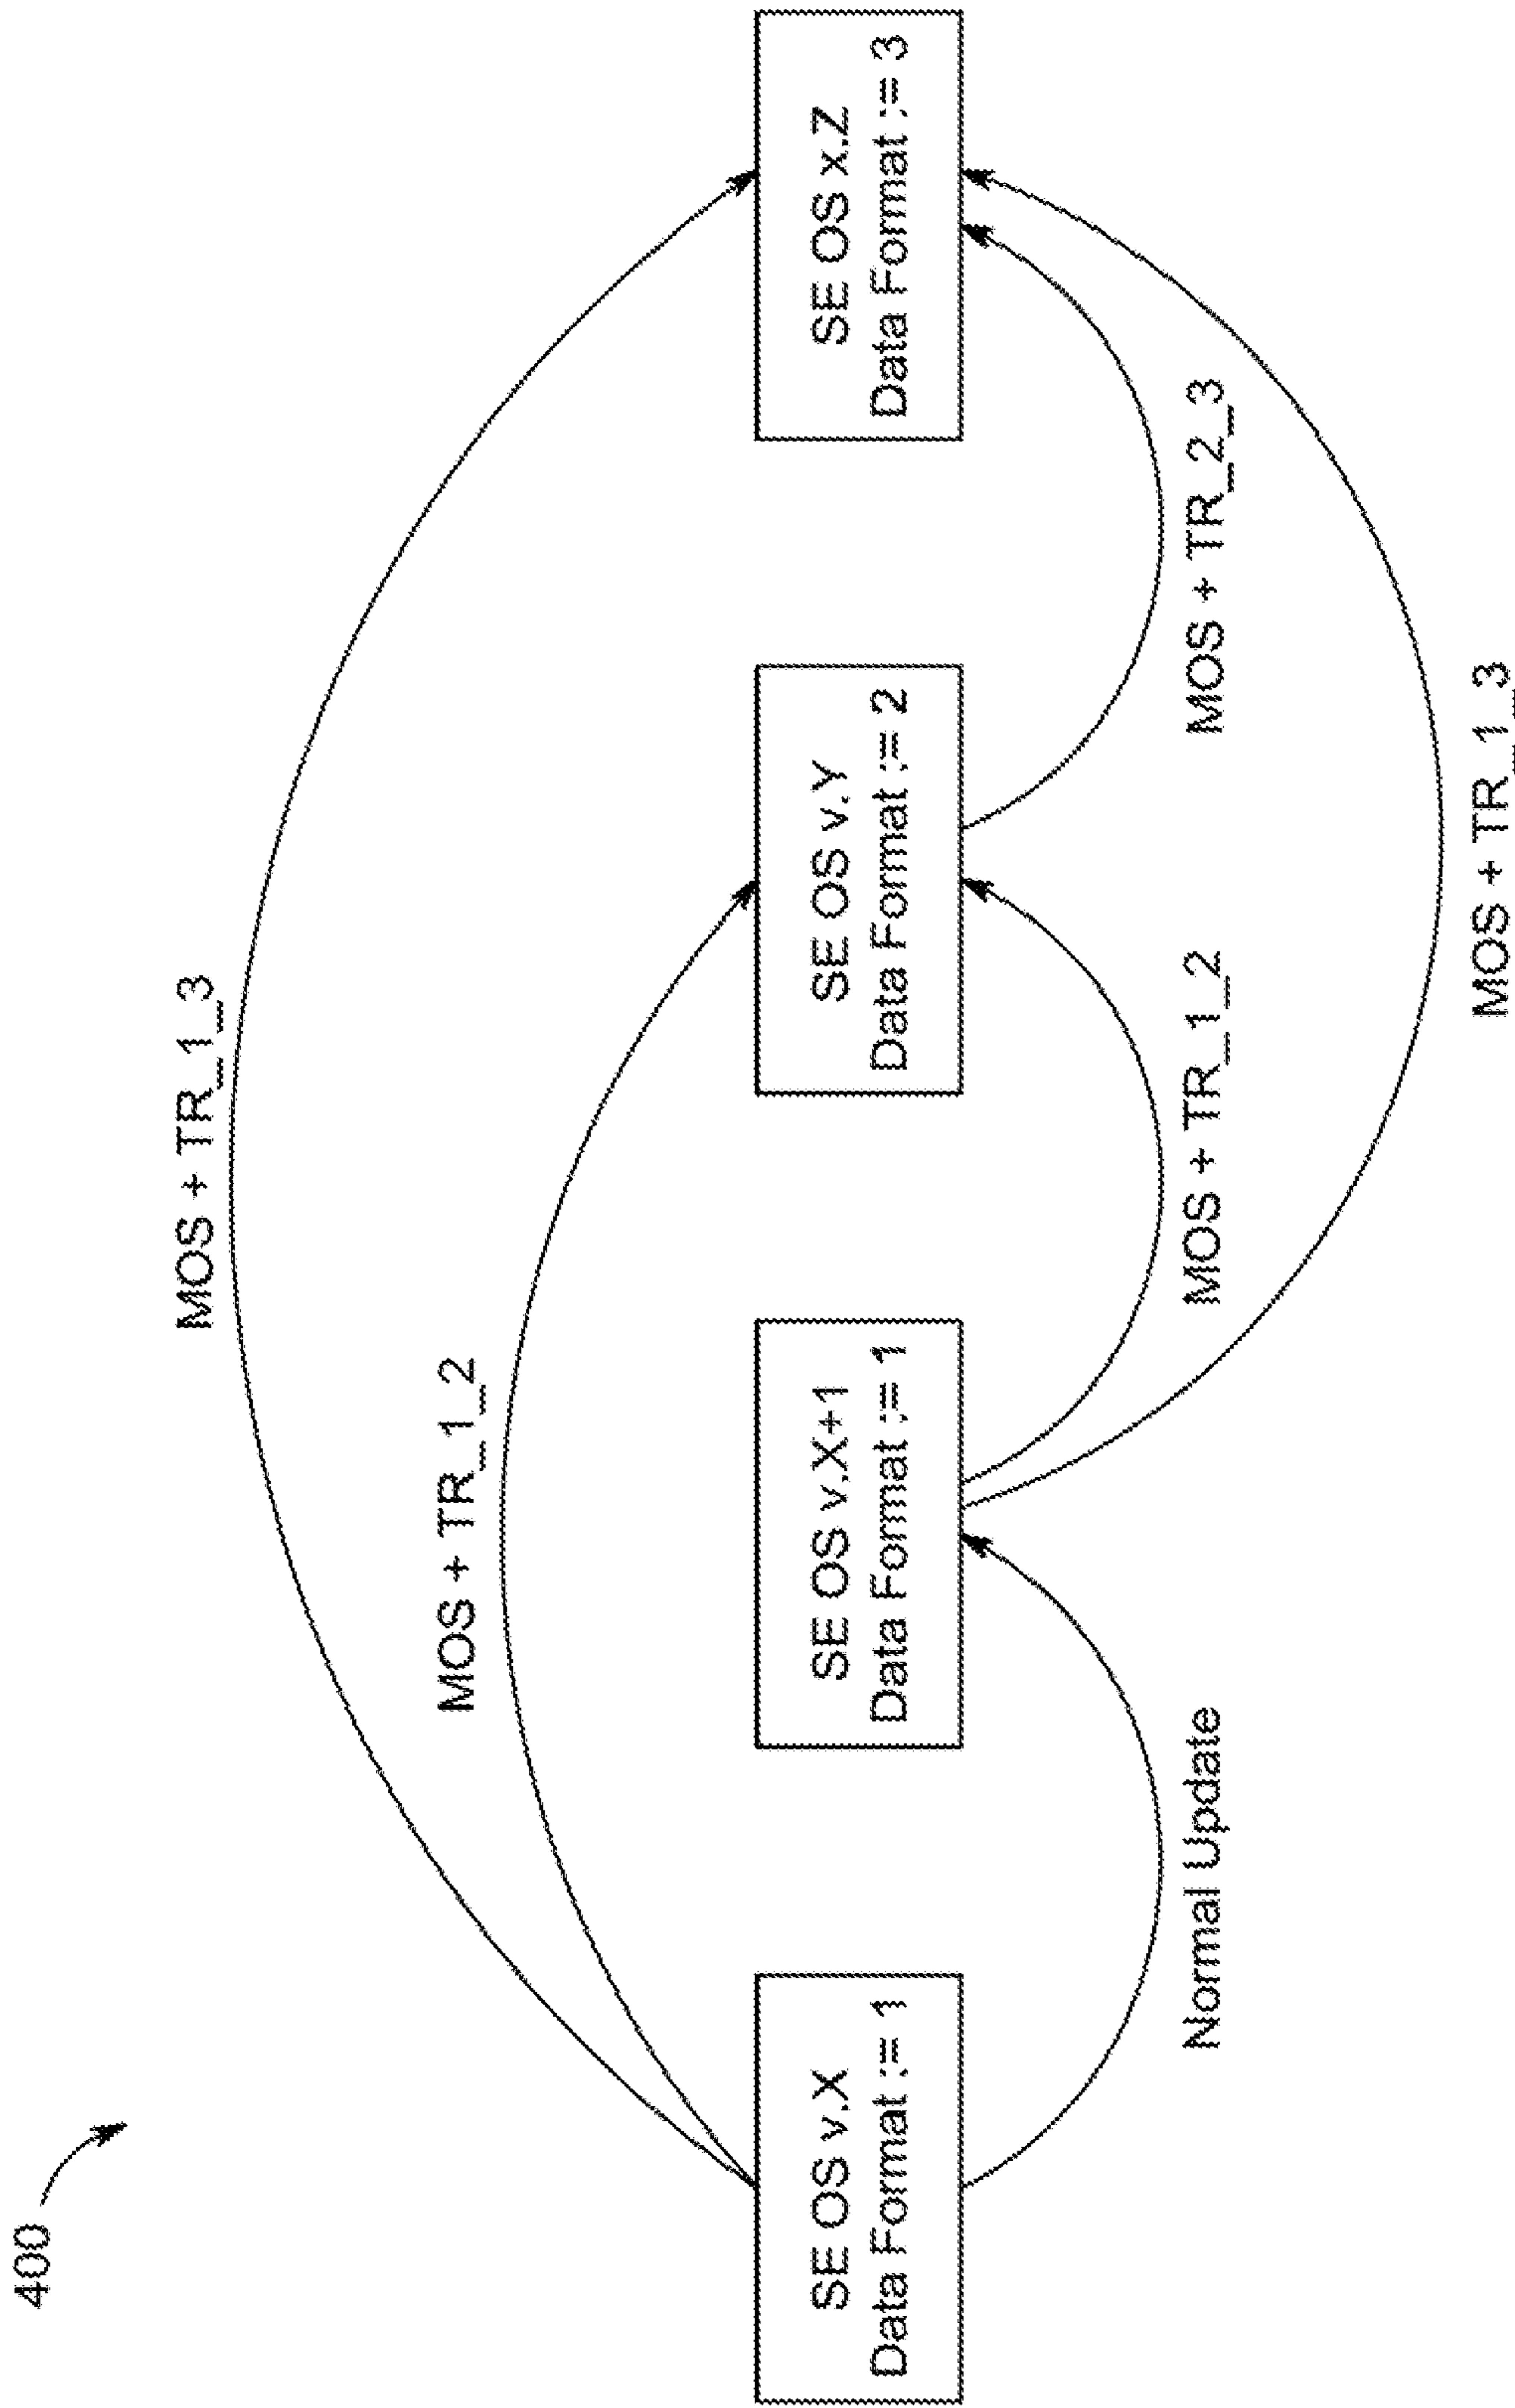 400
MOS + TR_1_3
MOS + TR_1_2
SE OS v.X
Data Format := 1
SE OS v.X+1
Data Format := 1
SE OS v.Y
Data Format := 2
SE OS x.Z
Data Format := 3
Normal Update
MOS + TR_1_2
MOS + TR_2_3
MOS + TR_1_3